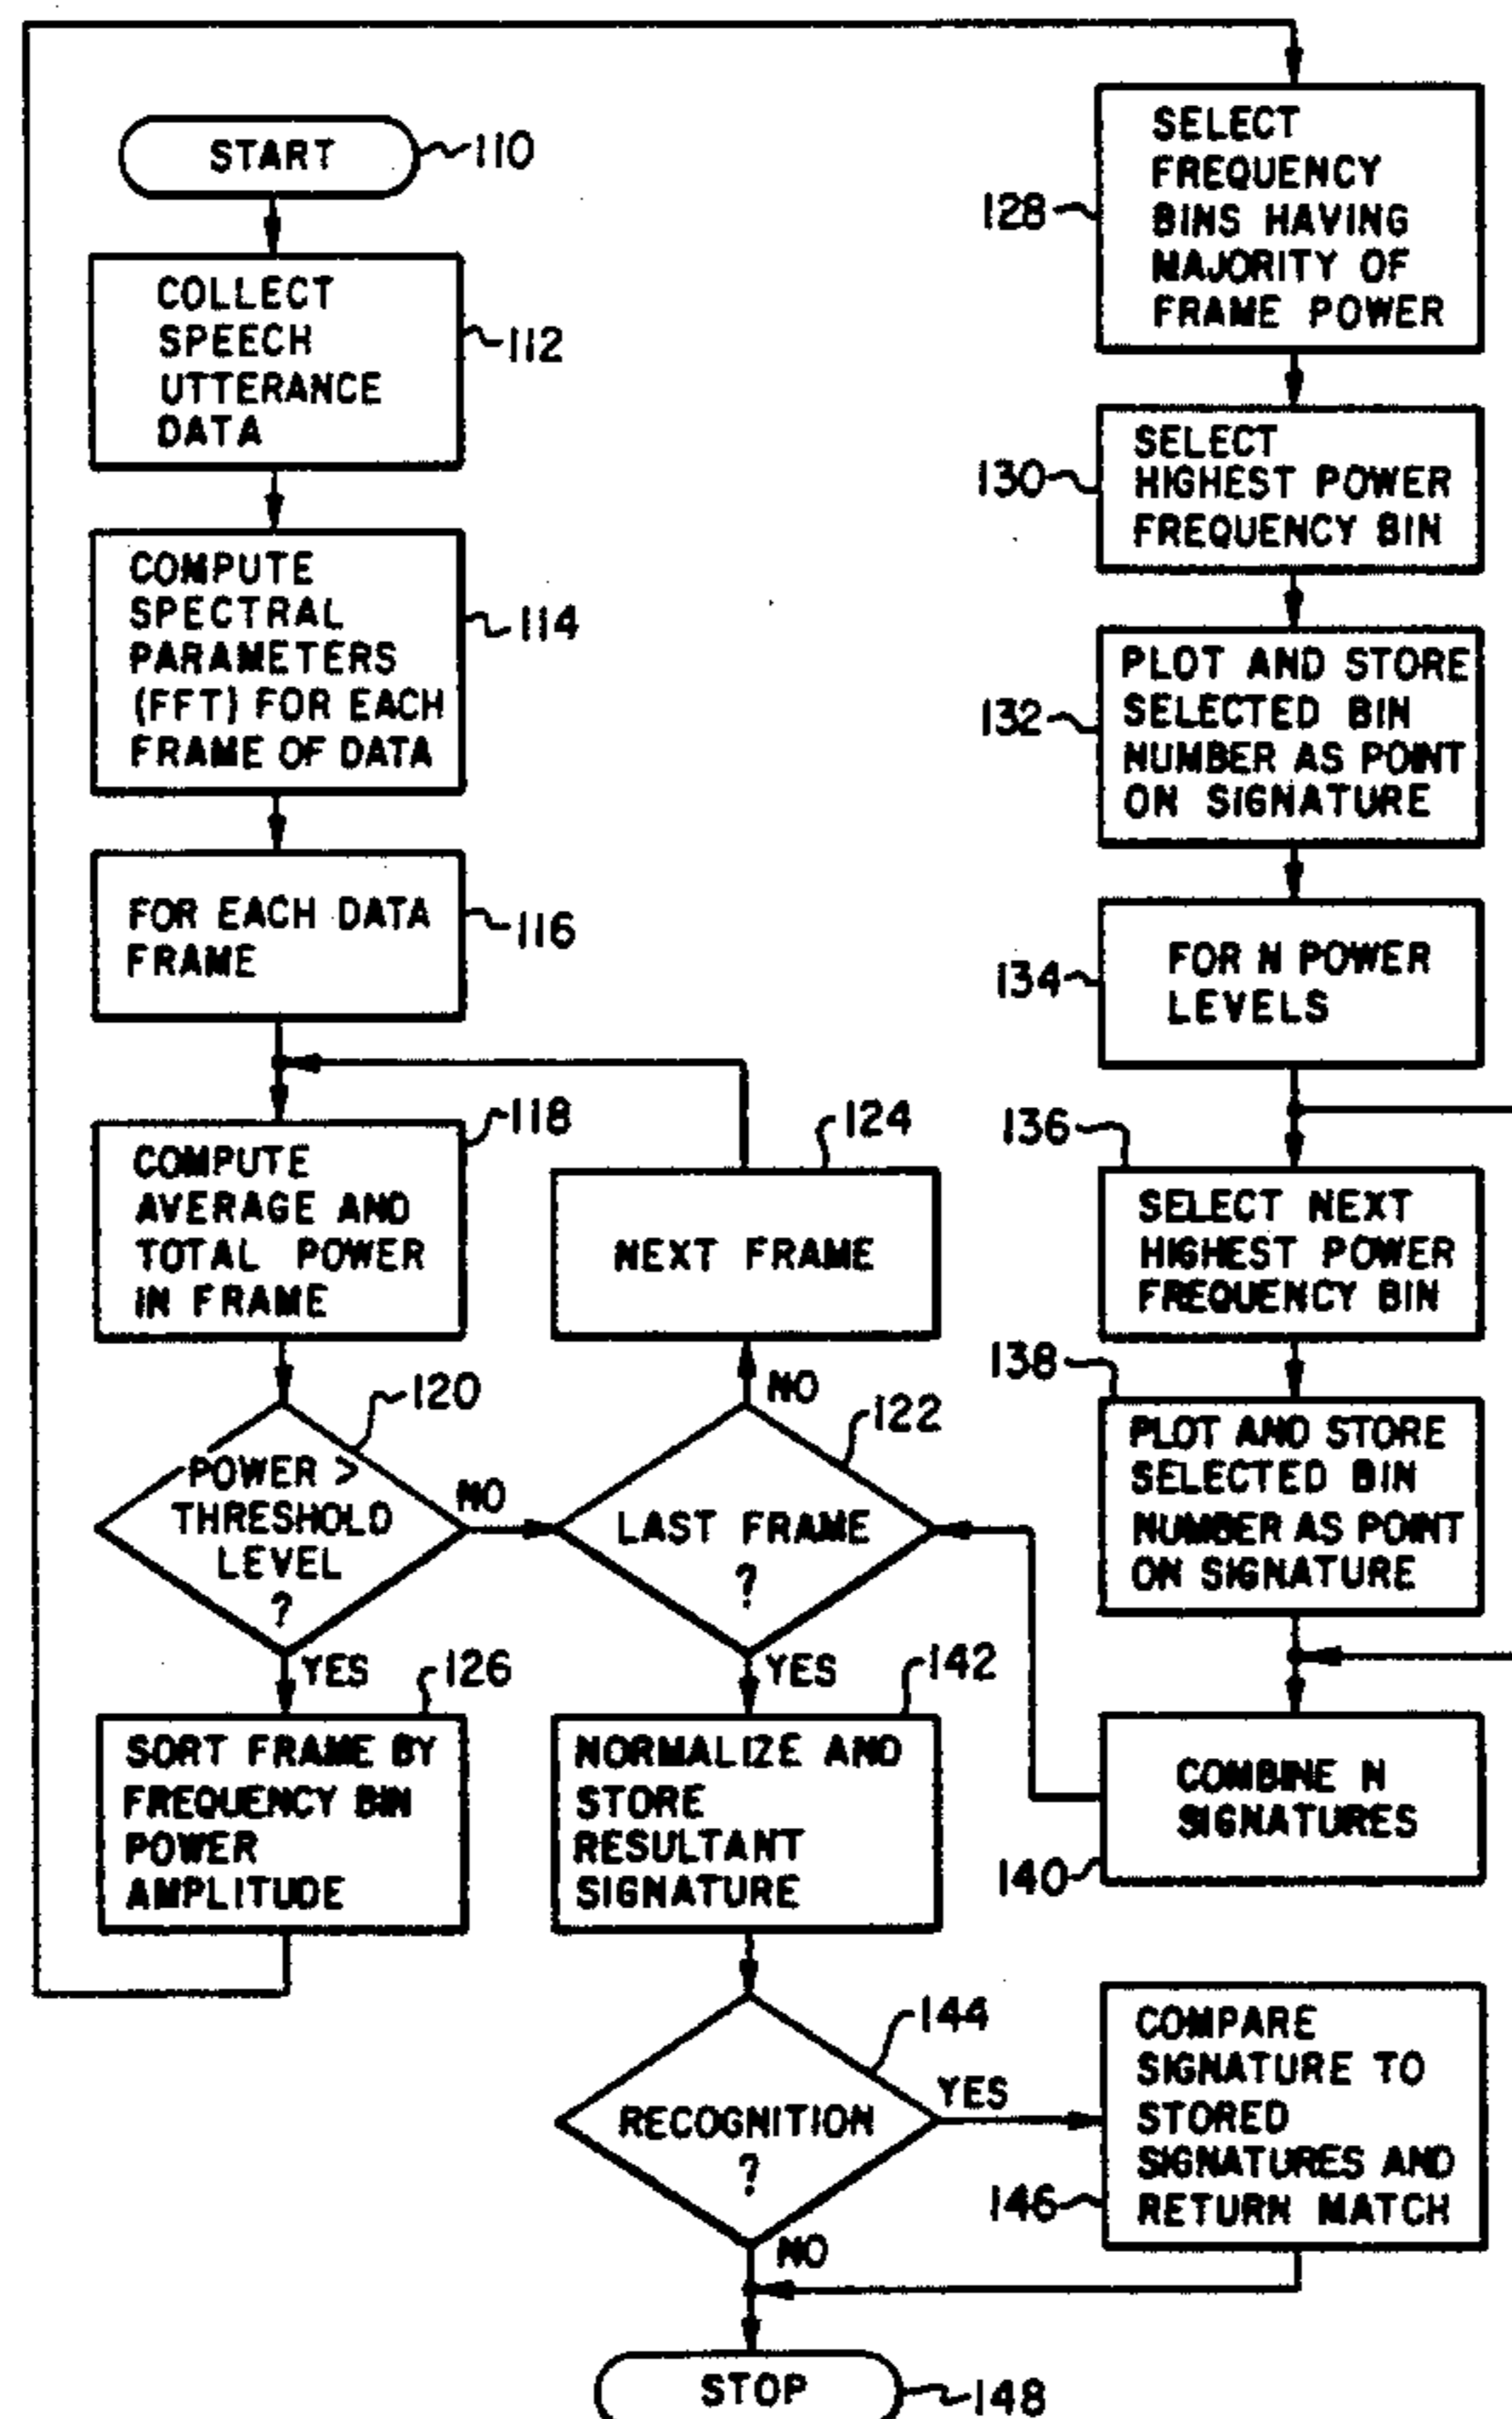 START
110
COLLECT
SPEECH
UTTERANCE
DATA
112
COMPUTE
SPECTRAL
PARAMETERS
(FFT) FOR EACH
FRAME OF DATA
114
FOR EACH DATA
FRAME
116
COMPUTE
AVERAGE AND
TOTAL POWER
IN FRAME
118
POWER >
THRESHOLD
LEVEL
?
120
NO
YES
SORT FRAME BY
FREQUENCY BIN
POWER
AMPLITUDE
126
NEXT FRAME
124
NO
LAST FRAME
?
122
YES
NORMALIZE AND
STORE
RESULTANT
SIGNATURE
142
RECOGNITION
?
144
YES
NO
STOP
148
SELECT
FREQUENCY
BINS HAVING
MAJORITY OF
FRAME POWER
128
SELECT
HIGHEST POWER
FREQUENCY BIN
130
PLOT AND STORE
SELECTED BIN
NUMBER AS POINT
ON SIGNATURE
132
FOR N POWER
LEVELS
134
136
SELECT NEXT
HIGHEST POWER
FREQUENCY BIN
138
PLOT AND STORE
SELECTED BIN
NUMBER AS POINT
ON SIGNATURE
COMBINE N
SIGNATURES
140
COMPARE
SIGNATURE TO
STORED
SIGNATURES AND
RETURN MATCH
146